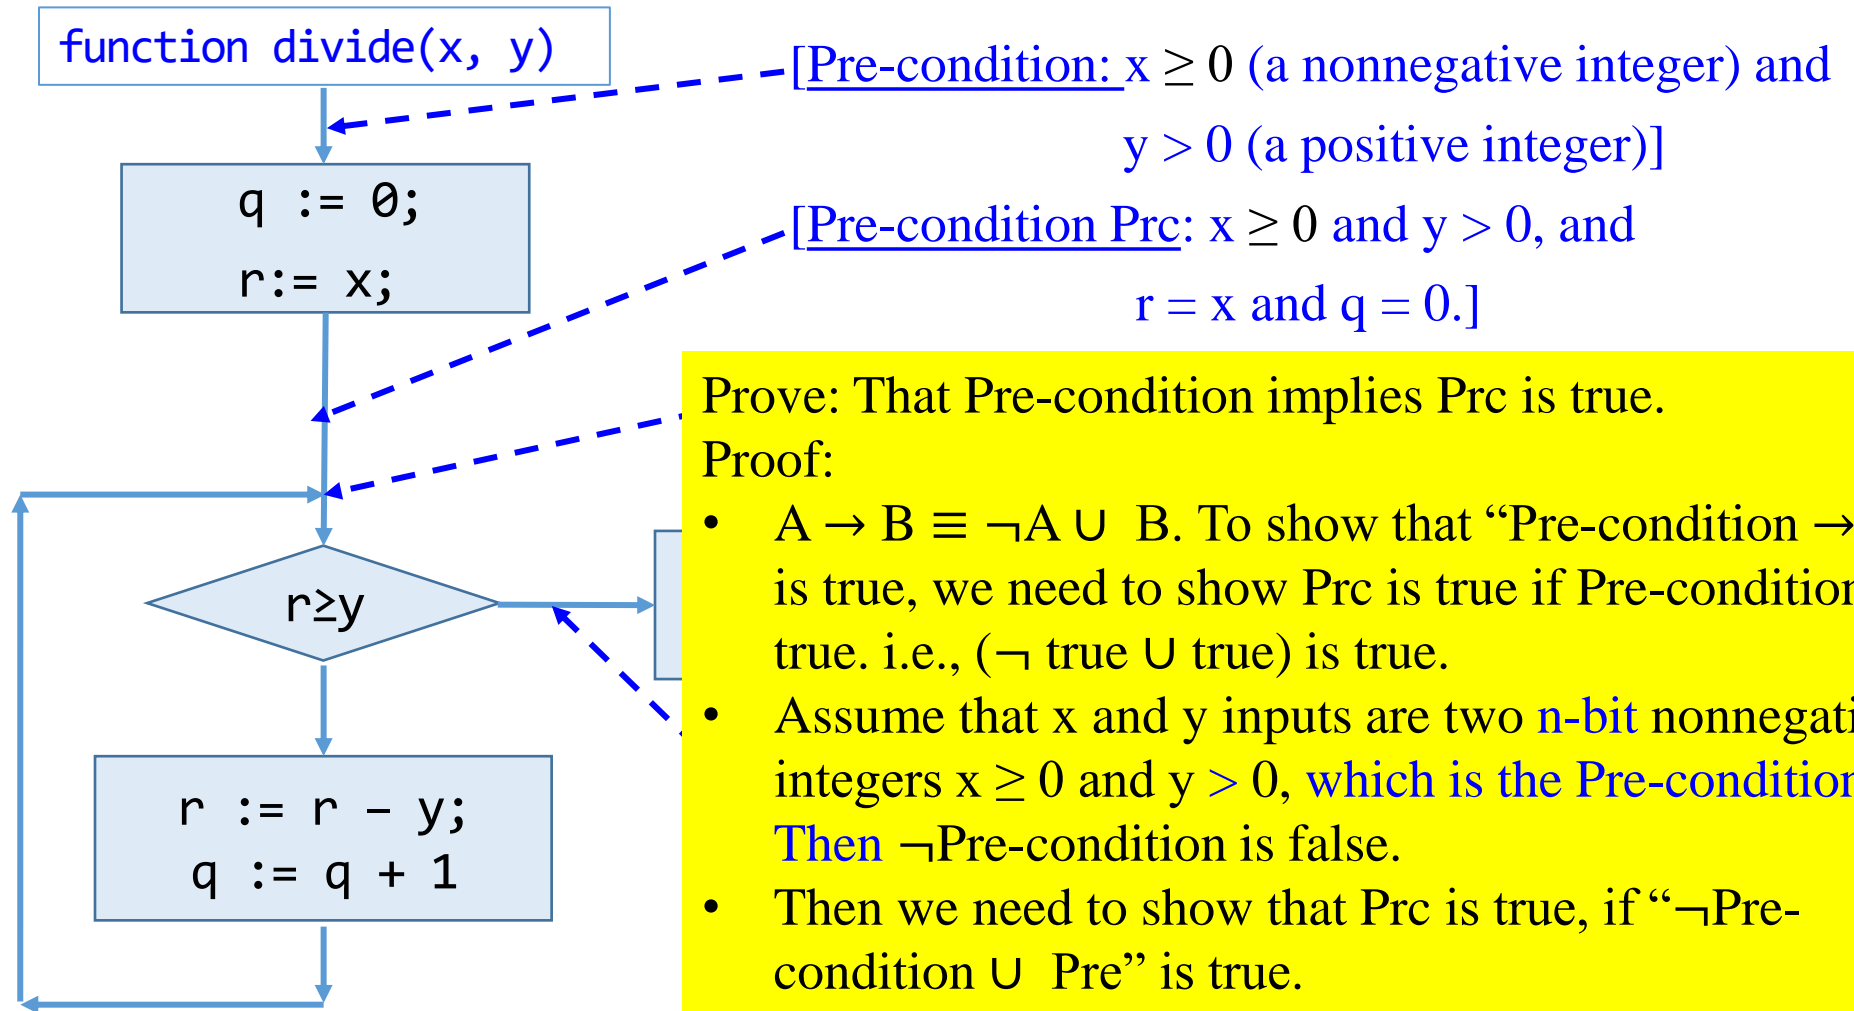 function divide(x, y)
[Pre-condition: x ≥ 0 (a nonnegative integer) and
y > 0 (a positive integer)]
q := 0;
r:= x;
[Pre-condition Prc: x ≥ 0 and y > 0, and
r = x and q = 0.]
r≥y
r := r – y;
q := q + 1
Prove: That Pre-condition implies Prc is true.
Proof:
• A → B ≡ ¬A ∪ B. To show that “Pre-condition →
is true, we need to show Prc is true if Pre-condition
true. i.e., (¬ true ∪ true) is true.
• Assume that x and y inputs are two n-bit nonnegati
integers x ≥ 0 and y > 0, which is the Pre-condition
Then ¬Pre-condition is false.
• Then we need to show that Prc is true, if “¬Pre-
condition ∪ Pre” is true.